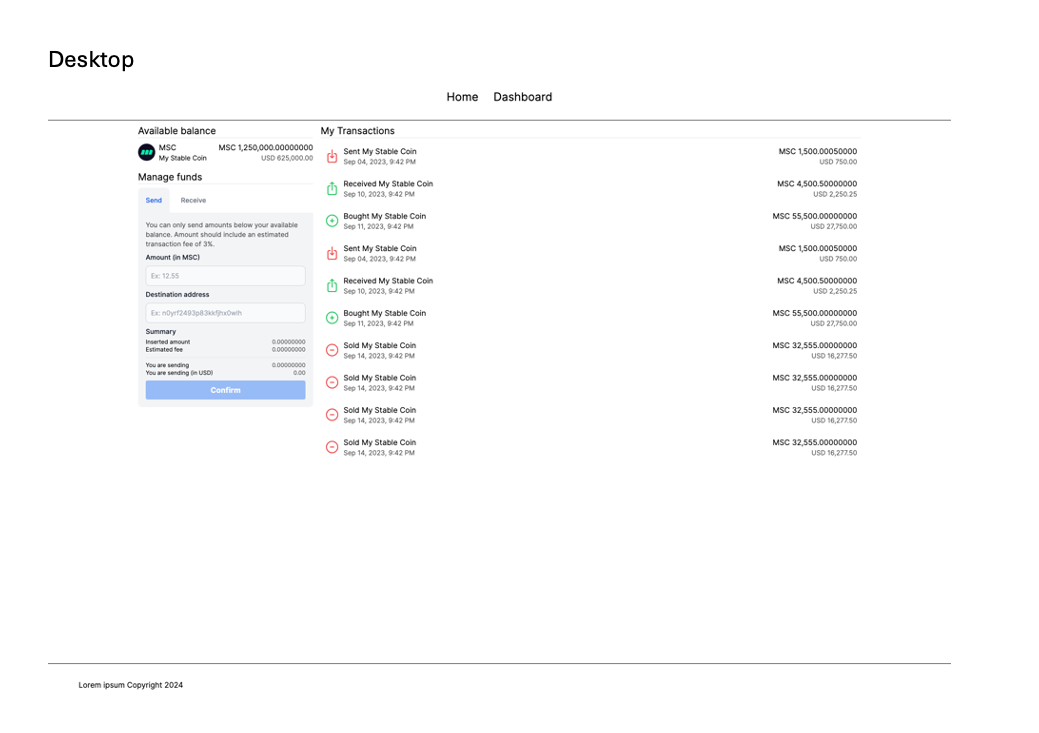 Desktop
Home Dashboard
Available balance
MSC MSC 1,250,000.00000000
My Stable Coin USD 625,000.00
Manage funds
Send Receive
You can only send amounts below your available
balance. Amount should include an estimated
transaction fee of 3%.
Amount (in MSC)
Ex: 12.55
Destination address
Ex: n0yrf2493p83kkfjhx0wlh
Summary
Inserted amount 0.00000000
Estimated fee 0.00000000
You are sending 0.00000000
You are sending (in USD) 0.00
Confirm
My Transactions
Sent My Stable Coin MSC 1,500.00050000
Sep 04, 2023, 9:42 PM USD 750.00
Received My Stable Coin MSC 4,500.50000000
Sep 10, 2023, 9:42 PM USD 2,250.25
Bought My Stable Coin MSC 55,500.00000000
Sep 11, 2023, 9:42 PM USD 27,750.00
Sent My Stable Coin MSC 1,500.00050000
Sep 04, 2023, 9:42 PM USD 750.00
Received My Stable Coin MSC 4,500.50000000
Sep 10, 2023, 9:42 PM USD 2,250.25
Bought My Stable Coin MSC 55,500.00000000
Sep 11, 2023, 9:42 PM USD 27,750.00
Sold My Stable Coin MSC 32,555.00000000
Sep 14, 2023, 9:42 PM USD 16,277.50
Sold My Stable Coin MSC 32,555.00000000
Sep 14, 2023, 9:42 PM USD 16,277.50
Sold My Stable Coin MSC 32,555.00000000
Sep 14, 2023, 9:42 PM USD 16,277.50
Sold My Stable Coin MSC 32,555.00000000
Sep 14, 2023, 9:42 PM USD 16,277.50
Lorem ipsum Copyright 2024